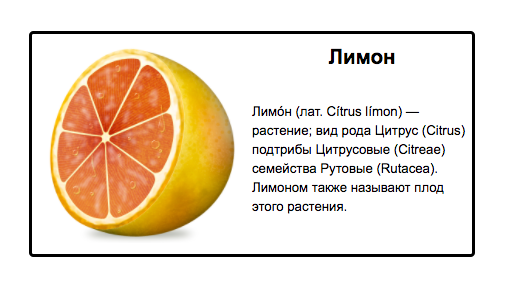 Лимон
Лимо́н (лат. Cítrus límon) —
растение; вид рода Цитрус (Citrus)
подтрибы Цитрусовые (Citreae)
семейства Рутовые (Rutacea).
Лимоном также называют плод
этого растения.